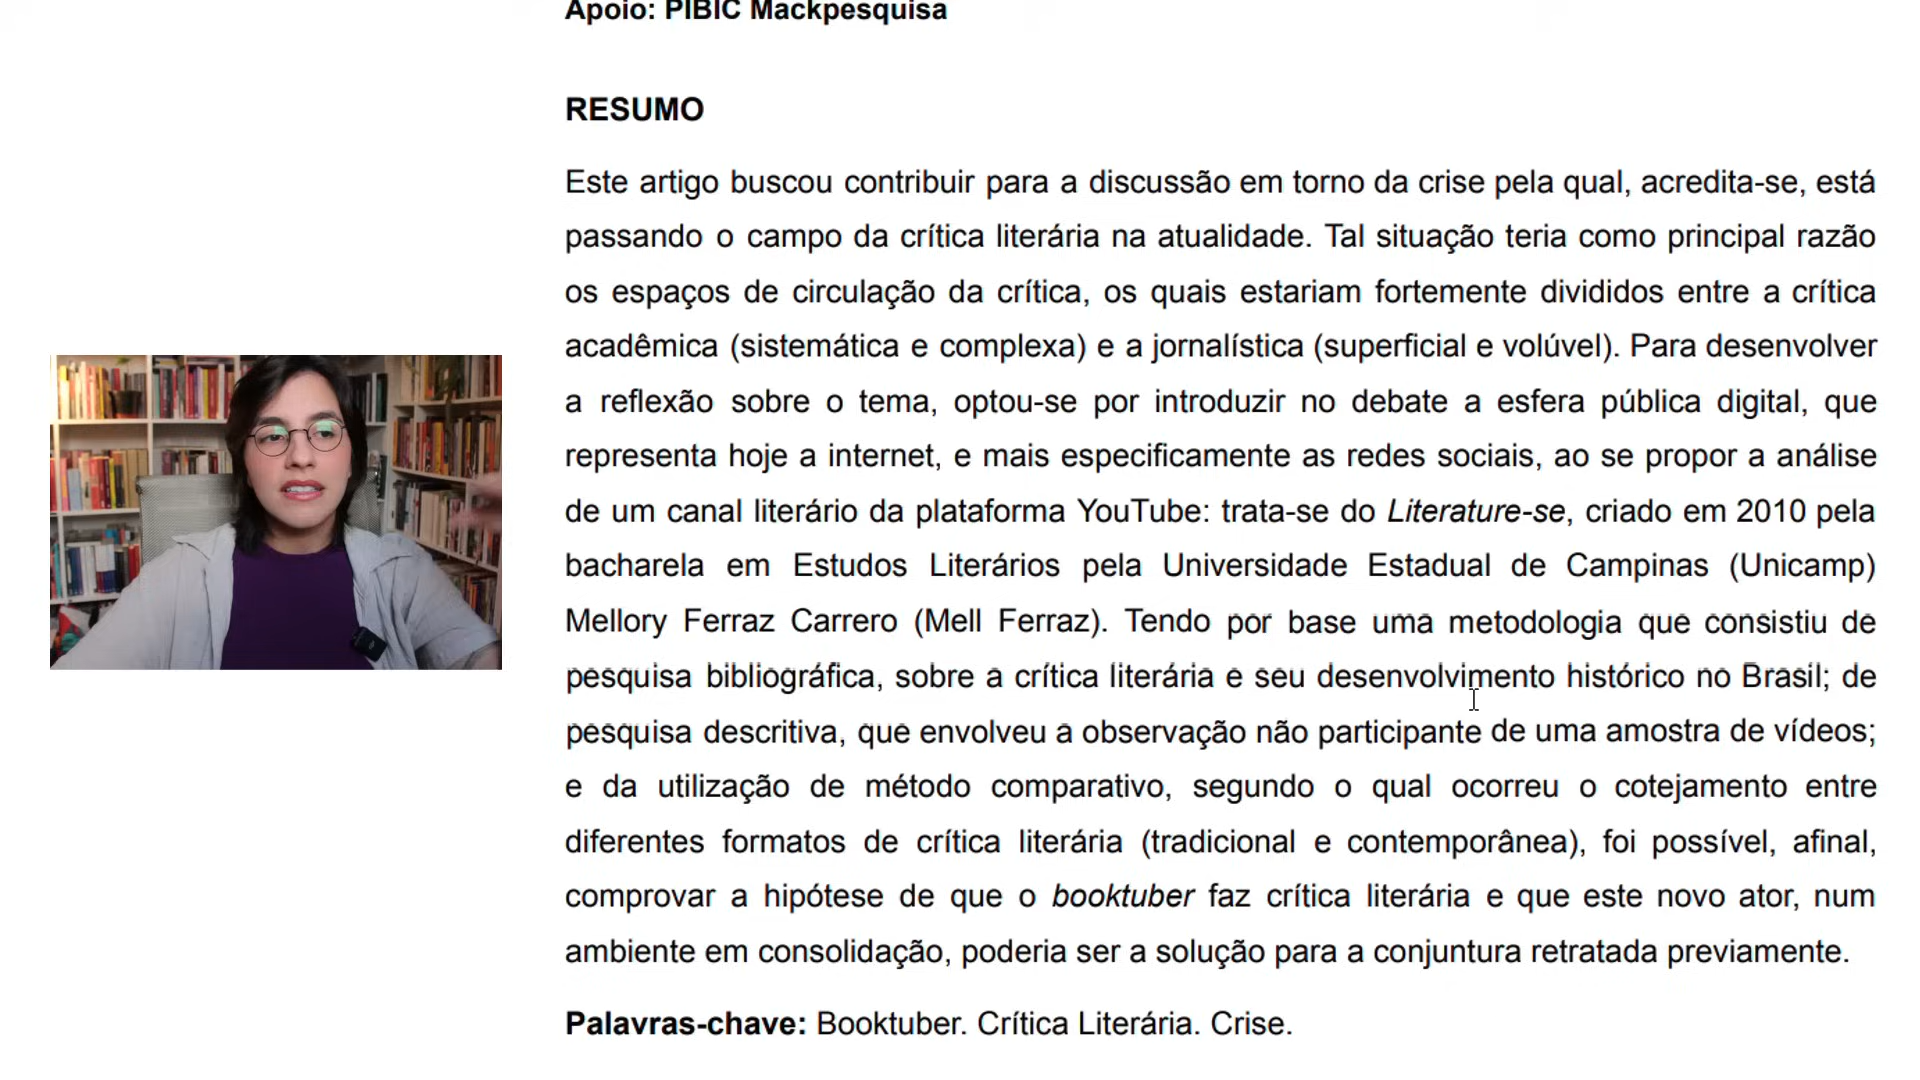 Apoio: PIBIC Mackpesquisa
RESUMO
Este artigo buscou contribuir para a discussão em torno da crise pela qual, acredita-se, está
passando o campo da crítica literária na atualidade. Tal situação teria como principal razão
os espaços de circulação da crítica, os quais estariam fortemente divididos entre a crítica
acadêmica (sistemática e complexa) e a jornalística (superficial e volúvel). Para desenvolver
a reflexão sobre o tema, optou-se por introduzir no debate a esfera pública digital, que
representa hoje a internet, e mais especificamente as redes sociais, ao se propor a análise
de um canal literário da plataforma YouTube: trata-se do Literature-se, criado em 2010 pela
bacharela em Estudos Literários pela Universidade Estadual de Campinas (Unicamp)
Mellory Ferraz Carrero (Mell Ferraz). Tendo por base uma metodologia que consistiu de
pesquisa bibliográfica, sobre a crítica literária e seu desenvolvimento histórico no Brasil; de
pesquisa descritiva, que envolveu a observação não participante de uma amostra de vídeos;
e da utilização de método comparativo, segundo o qual ocorreu o cotejamento entre
diferentes formatos de crítica literária (tradicional e contemporânea), foi possível, afinal,
comprovar a hipótese de que o booktuber faz crítica literária e que este novo ator, num
ambiente em consolidação, poderia ser a solução para a conjuntura retratada previamente.
Palavras-chave: Booktuber. Crítica Literária. Crise.